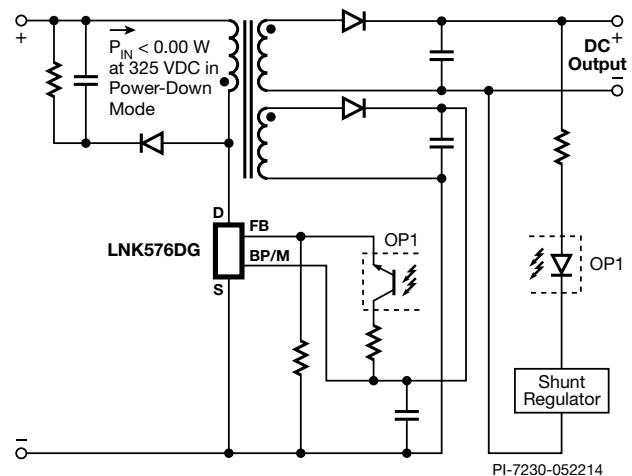 +
P_IN < 0.00 W
at 325 VDC in
Power-Down
Mode
+
DC
Output
−
D
FB
LNK576DG
BP/M
S
OP1
OP1
Shunt
Regulator
−
PI-7230-052214